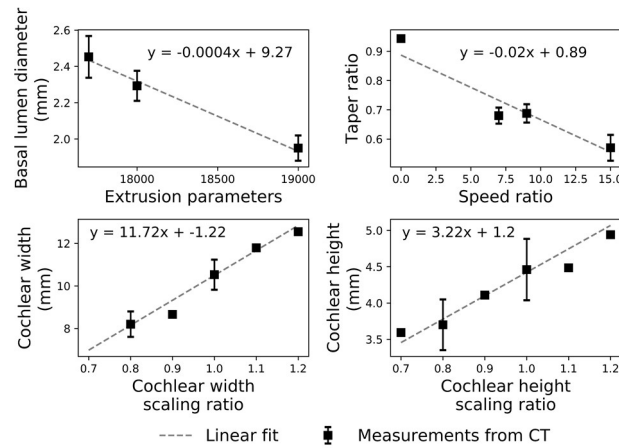 Basal lumen diameter
(mm)
2.6
2.4
2.2
2.0
y = -0.0004x + 9.27
18000
18500
19000
Extrusion parameters
Taper ratio
0.9
0.8
0.7
0.6
y = -0.02x + 0.89
0.0
2.5
5.0
7.5
10.0
12.5
15.0
Speed ratio
Cochlear width
(mm)
12
10
8
y = 11.72x + -1.22
0.7
0.8
0.9
1.0
1.1
1.2
Cochlear width
scaling ratio
Cochlear height
(mm)
5.0
4.5
4.0
3.5
y = 3.22x + 1.2
0.7
0.8
0.9
1.0
1.1
1.2
Cochlear height
scaling ratio
Linear fit
Measurements from CT